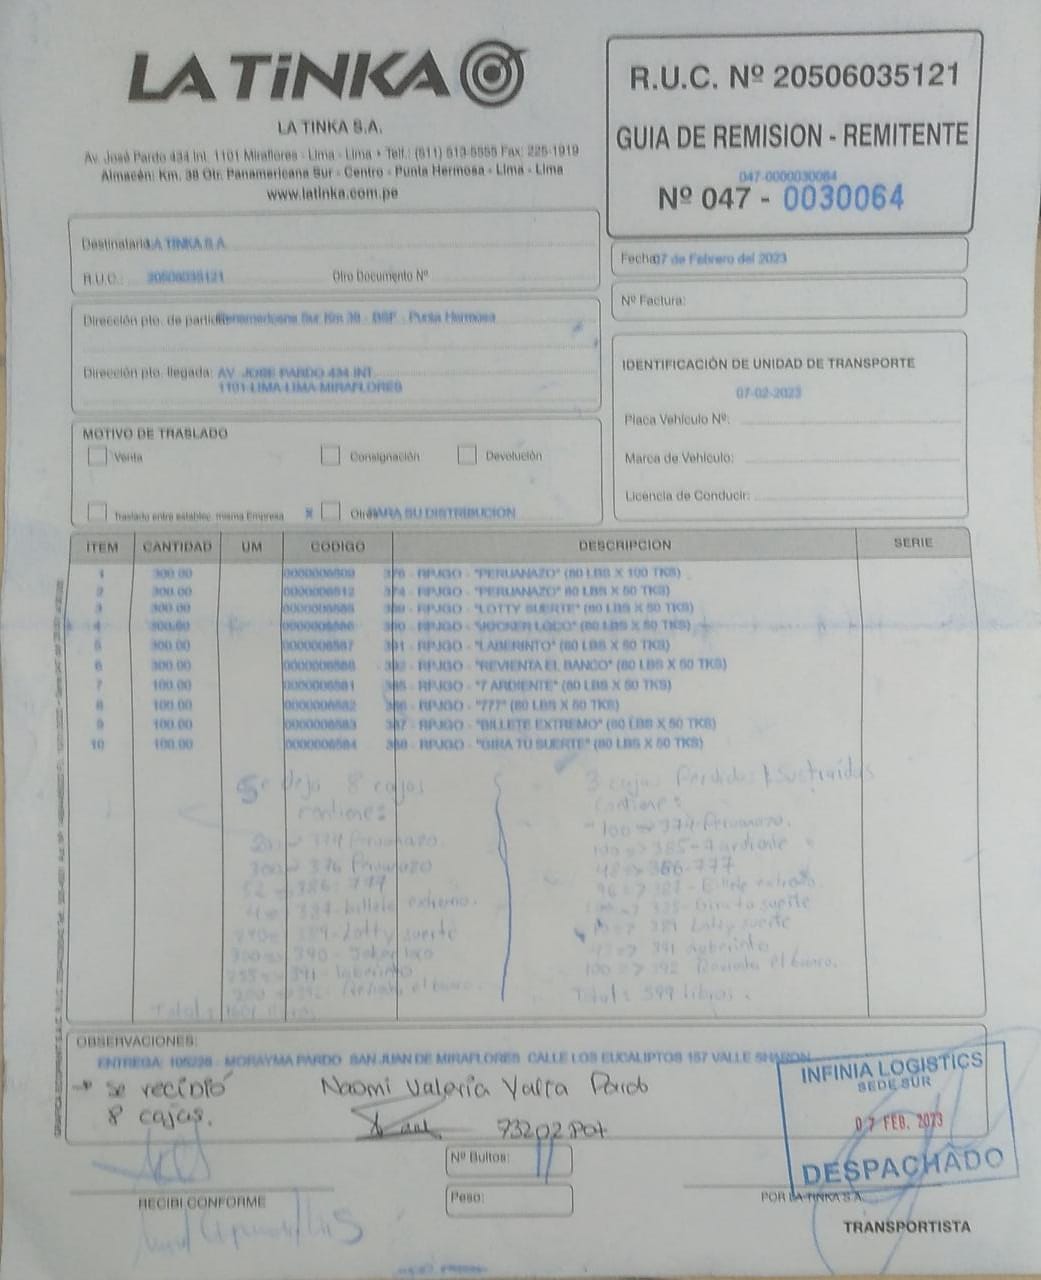 LA TiNKA
LA TINKA S.A.
Av. José Pardo 434 Int. 1101 Miraflores - Lima - Lima • Telf.: (511) 513-5555 Fax: 225-1919
Almacén: Km. 38 Otr. Panamericana Sur - Centro - Punta Hermosa - Lima - Lima
www.latinka.com.pe
R.U.C. Nº 20506035121
GUIA DE REMISION - REMITENTE
047-0000030064
Nº 047 - 0030064
Destinatario: LA TINKA S.A.
R.U.C.: 20506035121 Otro Documento Nº
Fecha: 07 de Febrero del 2023
Nº Factura:
Dirección pto. de partida: Panamericana Sur Km 38 - BSF - Punta Hermosa
Dirección pto. llegada: AV. JOSE PARDO 434 INT
1101-LIMA-LIMA-MIRAFLORES
IDENTIFICACIÓN DE UNIDAD DE TRANSPORTE
07-02-2023
Placa Vehículo Nº:
Marca de Vehículo:
Licencia de Conducir:
MOTIVO DE TRASLADO
Venta Consignación Devolución
Traslado entre establec. misma Empresa X Otros PARA SU DISTRIBUCION
ITEM CANTIDAD UM CODIGO DESCRIPCION SERIE
1 300.00 376 - RPJGO - "PERUANAZO" (80 LBS X 100 TKS)
2 300.00 374 - RPJGO - "PERUANAZO" 80 LBS X 50 TKS)
3 300.00 389 - RPJGO - "LOTTY SUERTE" (80 LBS X 50 TKS)
4 300.00 390 - RPJGO - "JOCKER LOCO" (80 LBS X 50 TKS)
5 300.00 0000006587 391 - RPJGO - "LABERINTO" (80 LBS X 50 TKS)
6 300.00 0000006588 392 - RPJGO - "REVIENTA EL BANCO" (80 LBS X 50 TKS)
7 100.00 0000006581 385 - RPJGO - "7 ARDIENTE" (80 LBS X 50 TKS)
8 100.00 0000006582 386 - RPJGO - "777" (80 LBS X 50 TKS)
9 100.00 0000006583 387 - RPJGO - "BILLETE EXTREMO" (80 LBS X 50 TKS)
10 100.00 0000006584 388 - RPJGO - "GIRA TU SUERTE" (80 LBS X 50 TKS)
Se deja 8 cajas
contiene:
374 Peruanazo.
300 376 Peruanazo
52 386: 777
4 387-billete extremo.
389-Lotty suerte
300 390 - Joker loco
391 - laberinto
200 392 - Revienta el banco.
Total:
3 cajas Perdidas / Sustraidas
contiene:
-100 => 374 Peruanazo.
100 => 385-7 ardiente
48 => 386-777
96 => 387 - Billete extremo.
Gira tu suerte
389 Lotty suerte
391 laberinto
100 => 392 Revienta el banco.
Total: 599 libros.
OBSERVACIONES:
ENTREGA: 105228 - MORAYMA PARDO SAN JUAN DE MIRAFLORES CALLE LOS EUCALIPTOS 157 VALLE SHARON
→ se recibió
8 cajas.
Naomi Valeria Yalta Pardo
INFINIA LOGISTICS
SEDE SUR
07 FEB. 2023
DESPACHADO
Nº Bultos: 11
Peso:
RECIBI CONFORME
POR LA TINKA S.A.
TRANSPORTISTA